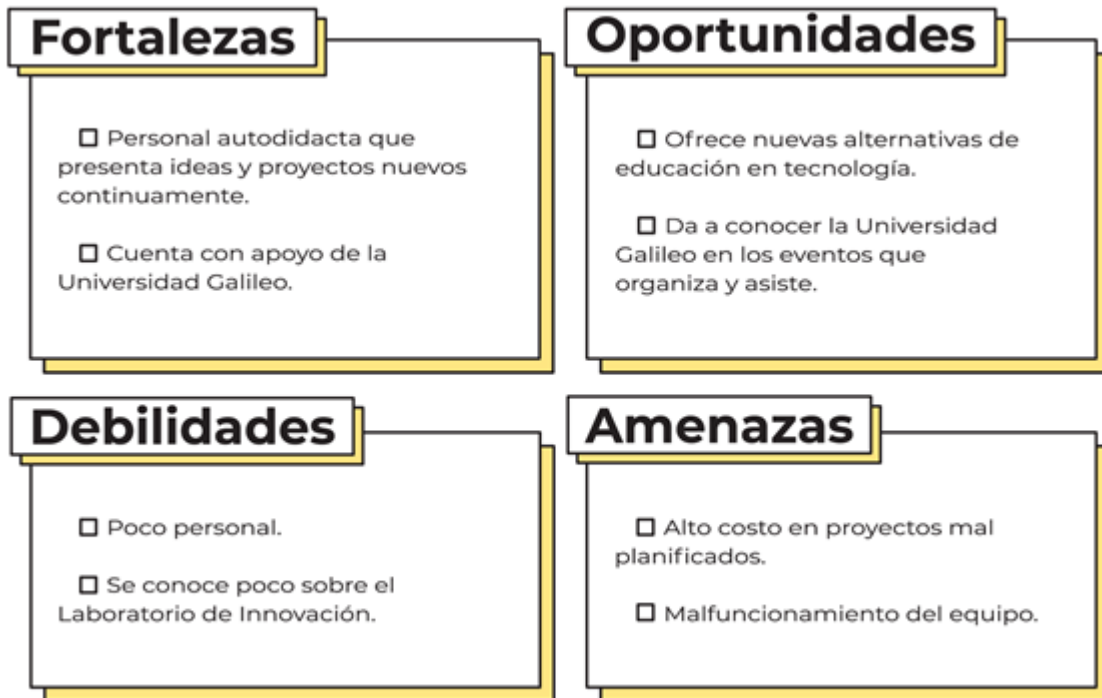 Fortalezas
☐ Personal autodidacta que
presenta ideas y proyectos nuevos
continuamente.
☐ Cuenta con apoyo de la
Universidad Galileo.
Oportunidades
☐ Ofrece nuevas alternativas de
educación en tecnología.
☐ Da a conocer la Universidad
Galileo en los eventos que
organiza y asiste.
Debilidades
☐ Poco personal.
☐ Se conoce poco sobre el
Laboratorio de Innovación.
Amenazas
☐ Alto costo en proyectos mal
planificados.
☐ Malfuncionamiento del equipo.